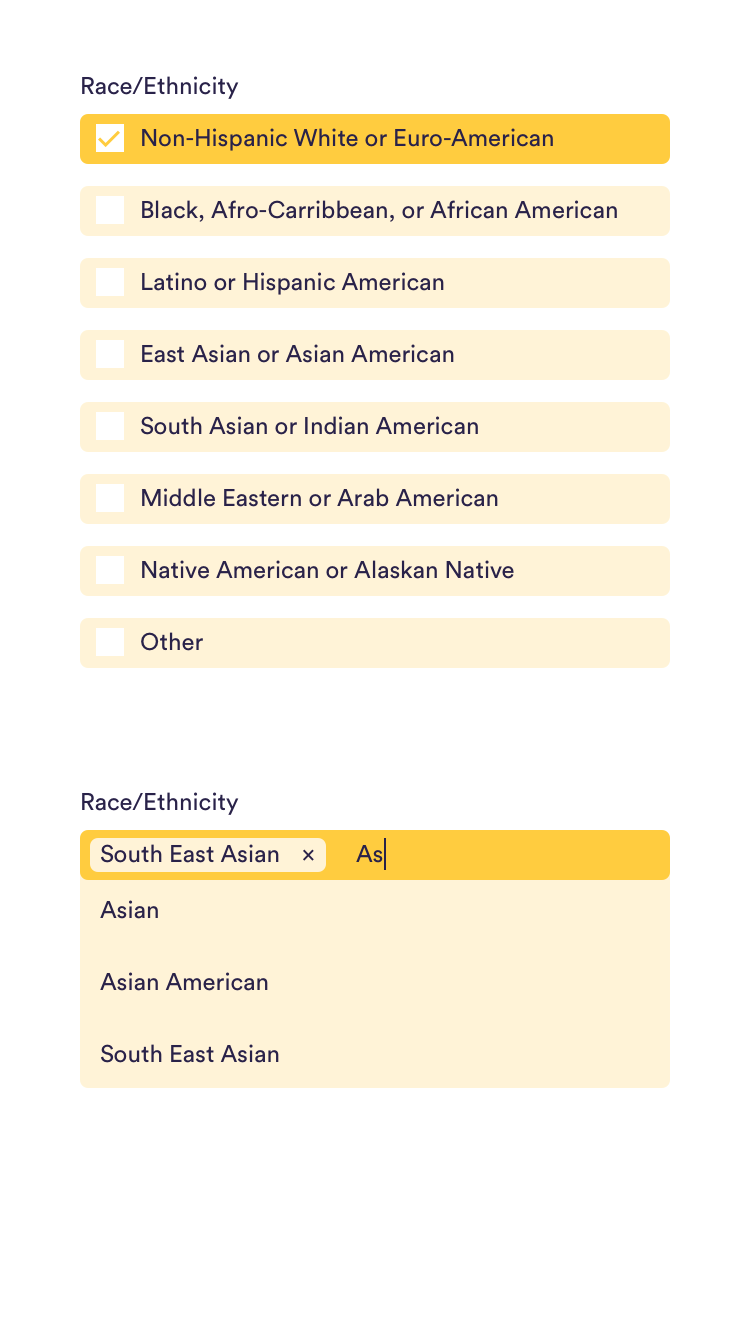 Race/Ethnicity
Non-Hispanic White or Euro-American
Black, Afro-Carribbean, or African American
Latino or Hispanic American
East Asian or Asian American
South Asian or Indian American
Middle Eastern or Arab American
Native American or Alaskan Native
Other
Race/Ethnicity
South East Asian × As
Asian
Asian American
South East Asian